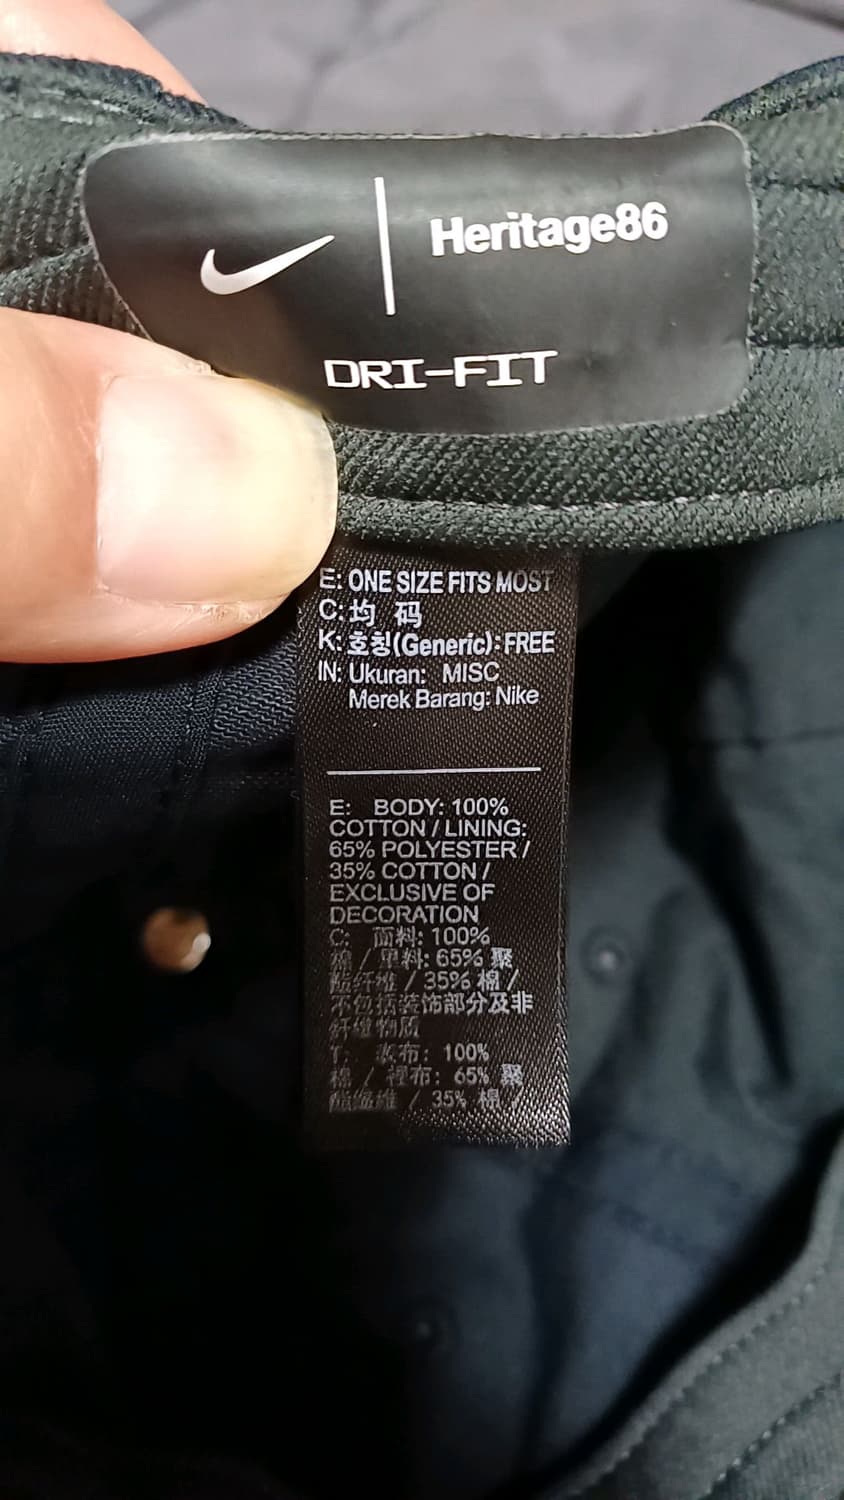 Heritage86
DRI-FIT
E: ONE SIZE FITS MOST
C: 均 码
K: 호칭(Generic): FREE
IN: Ukuran: MISC
Merek Barang: Nike
E: BODY: 100%
COTTON / LINING:
65% POLYESTER /
35% COTTON /
EXCLUSIVE OF
DECORATION
C: 面料: 100%
棉 / 里料: 65% 聚
酯纤维 / 35% 棉 /
不包括装饰部分及非
纤维物质
T: 表布: 100%
棉 / 裡布: 65% 聚
酯纖維 / 35% 棉 /